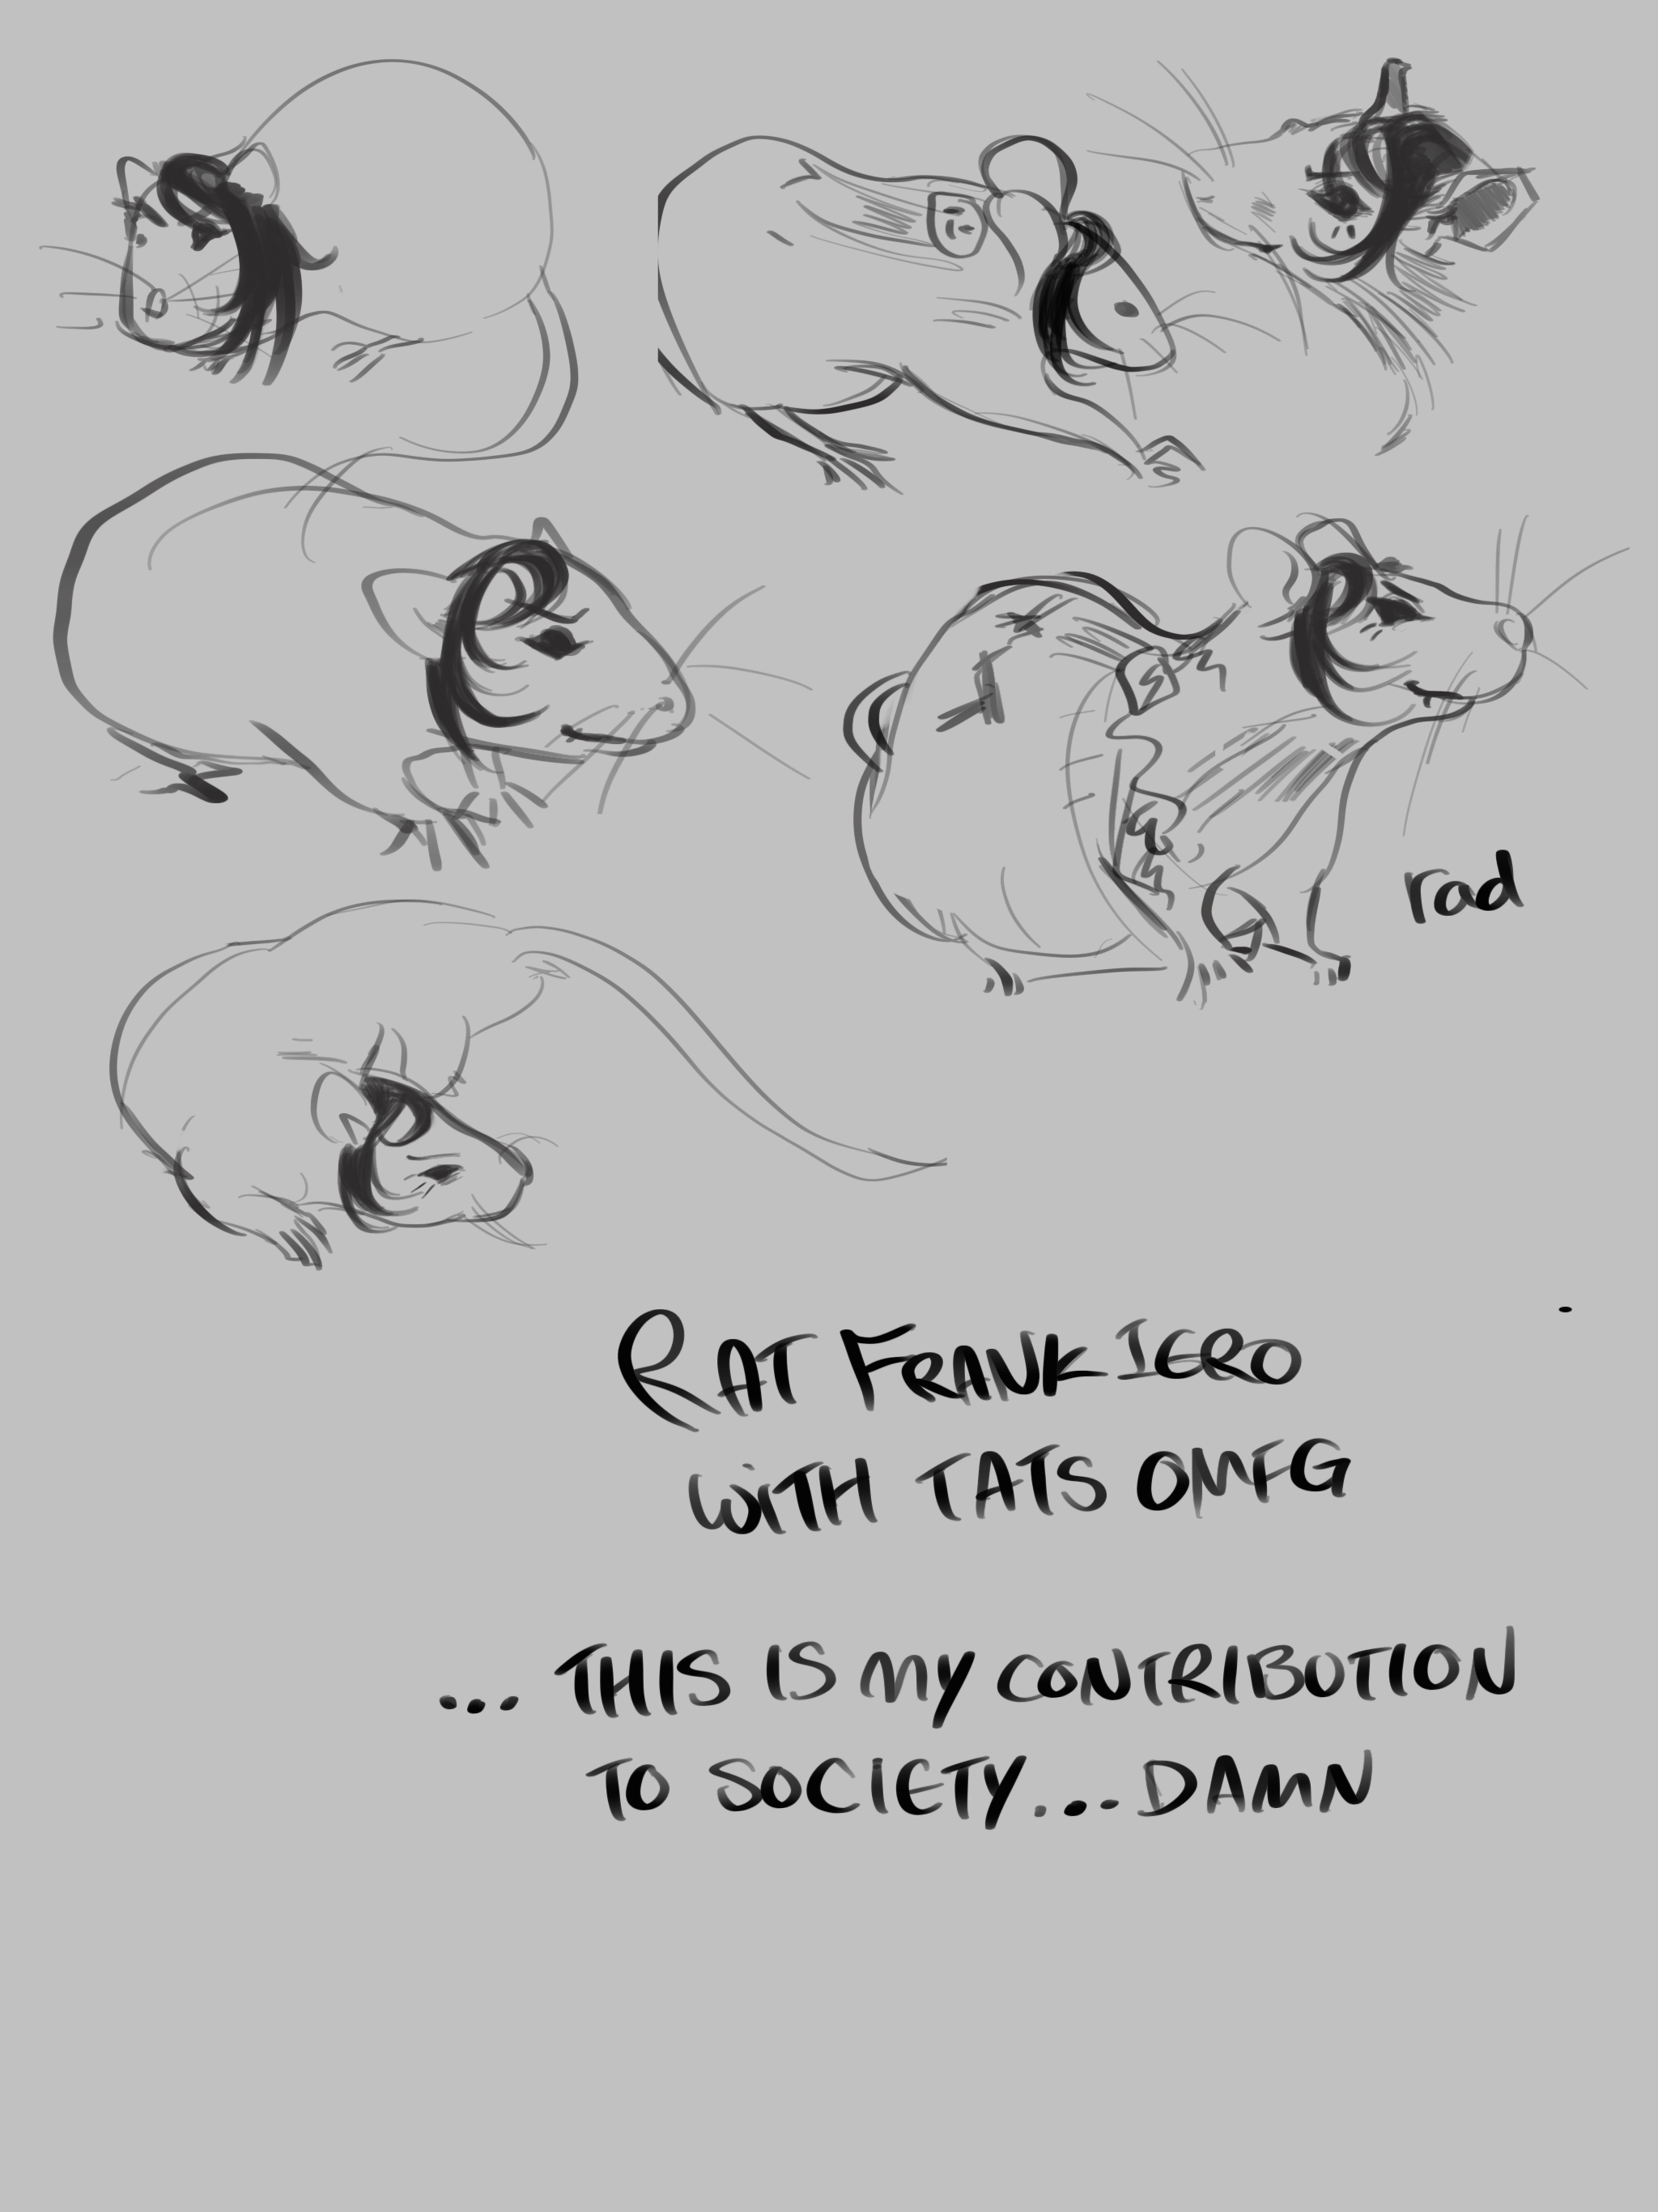 rad
RAT FRANK IERO
WiTH TATS OMFG
... THIS IS my CONTRIBUTION
TO SOCIETY... DAMN